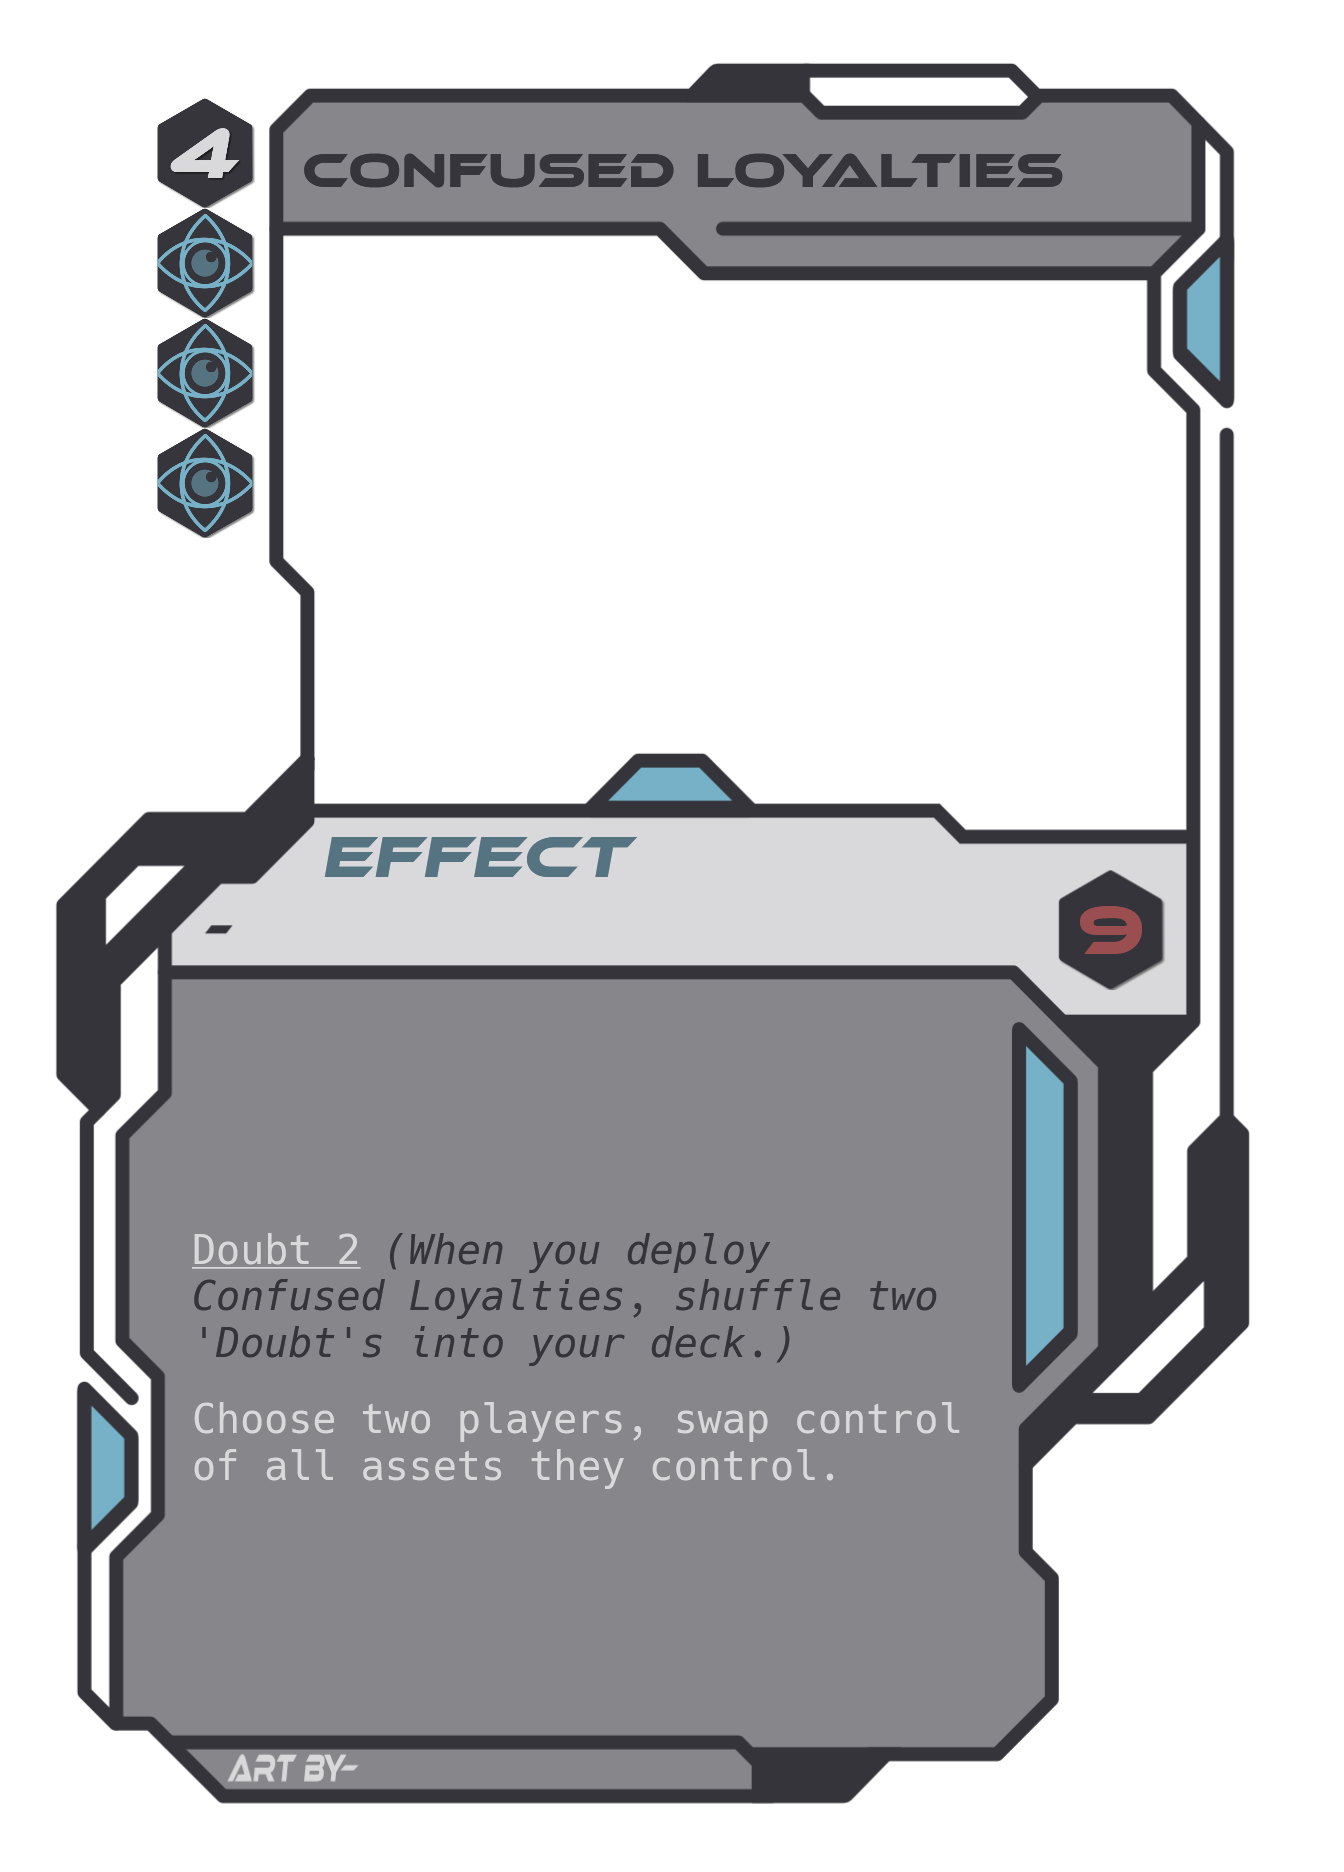 4
CONFUSED LOYALTIES
EFFECT
-
9
Doubt 2 (When you deploy
Confused Loyalties, shuffle two
'Doubt's into your deck.)
Choose two players, swap control
of all assets they control.
ART BY-